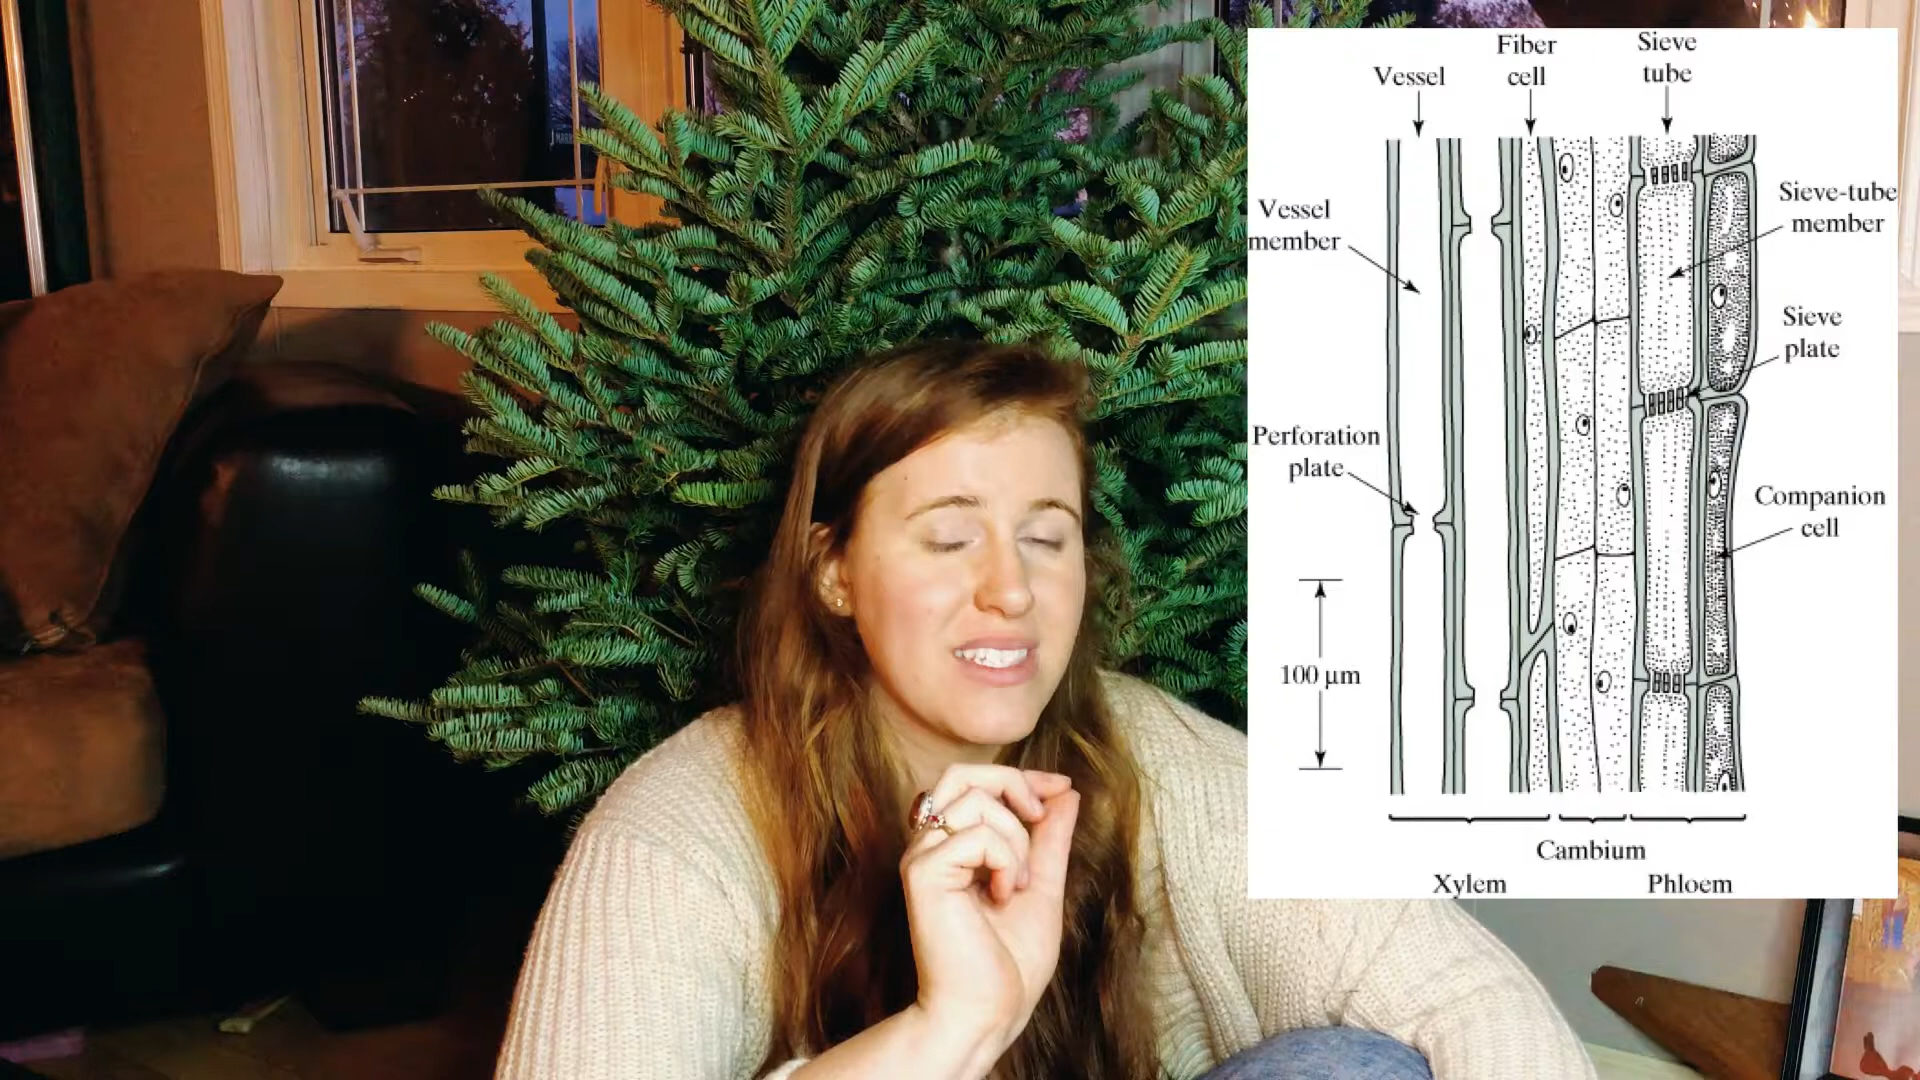 Fiber
cell
Sieve
tube
Vessel
Vessel
member
Sieve-tube
member
Sieve
plate
Perforation
plate
Companion
cell
100 µm
Cambium
Xylem
Phloem